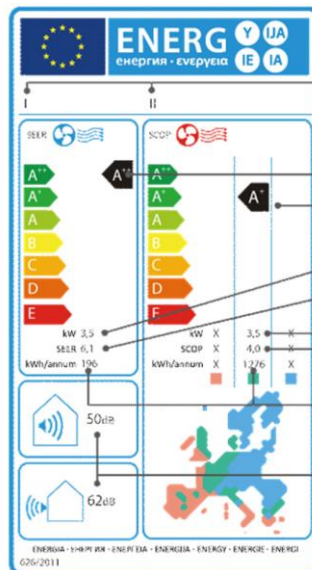 ENERG Y IJA
енергия · ενεργεια IE IA
I II
SEER SCOP
A++ A++ A++
A+ A+ A+
A A
B B
C C
D D
E E
kW 3,5 kW X 3,5 X
SEER 6,1 SCOP X 4,0 X
kWh/annum 196 kWh/annum X 1276 X
50dB
62dB
ENERGIA · ЕНЕРГИЯ · ΕΝΕΡΓΕΙΑ · ENERGIJA · ENERGY · ENERGIE · ENERGI
626/2011